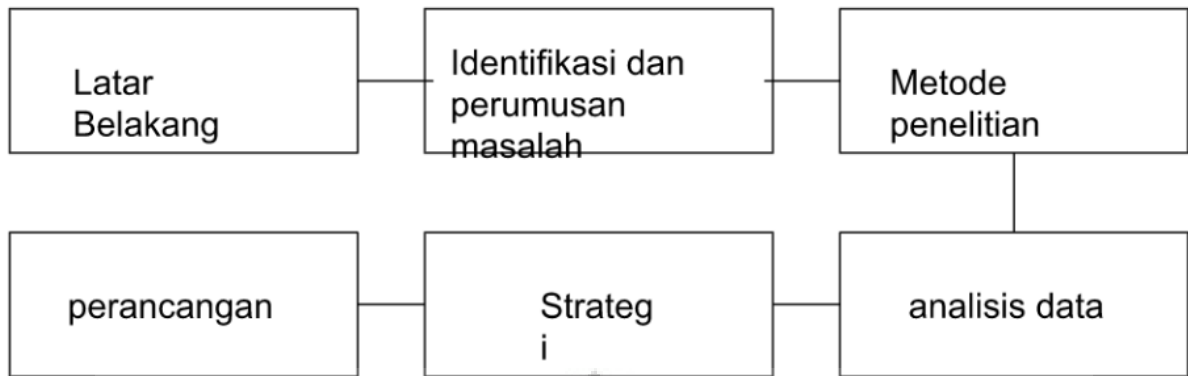 Latar
Belakang
Identifikasi dan
perumusan
masalah
Metode
penelitian
perancangan
Strateg
i
analisis data